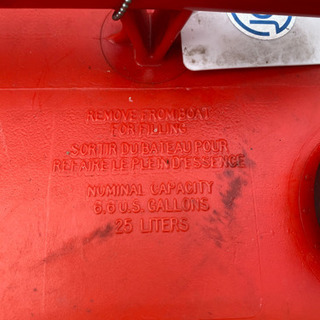 REMOVE FROM BOAT
FOR FILLING
SORTIR DU BATEAU POUR
REFAIRE LE PLEIN D'ESSENCE
NOMINAL CAPACITY
6.6 U.S. GALLONS
25 LITERS